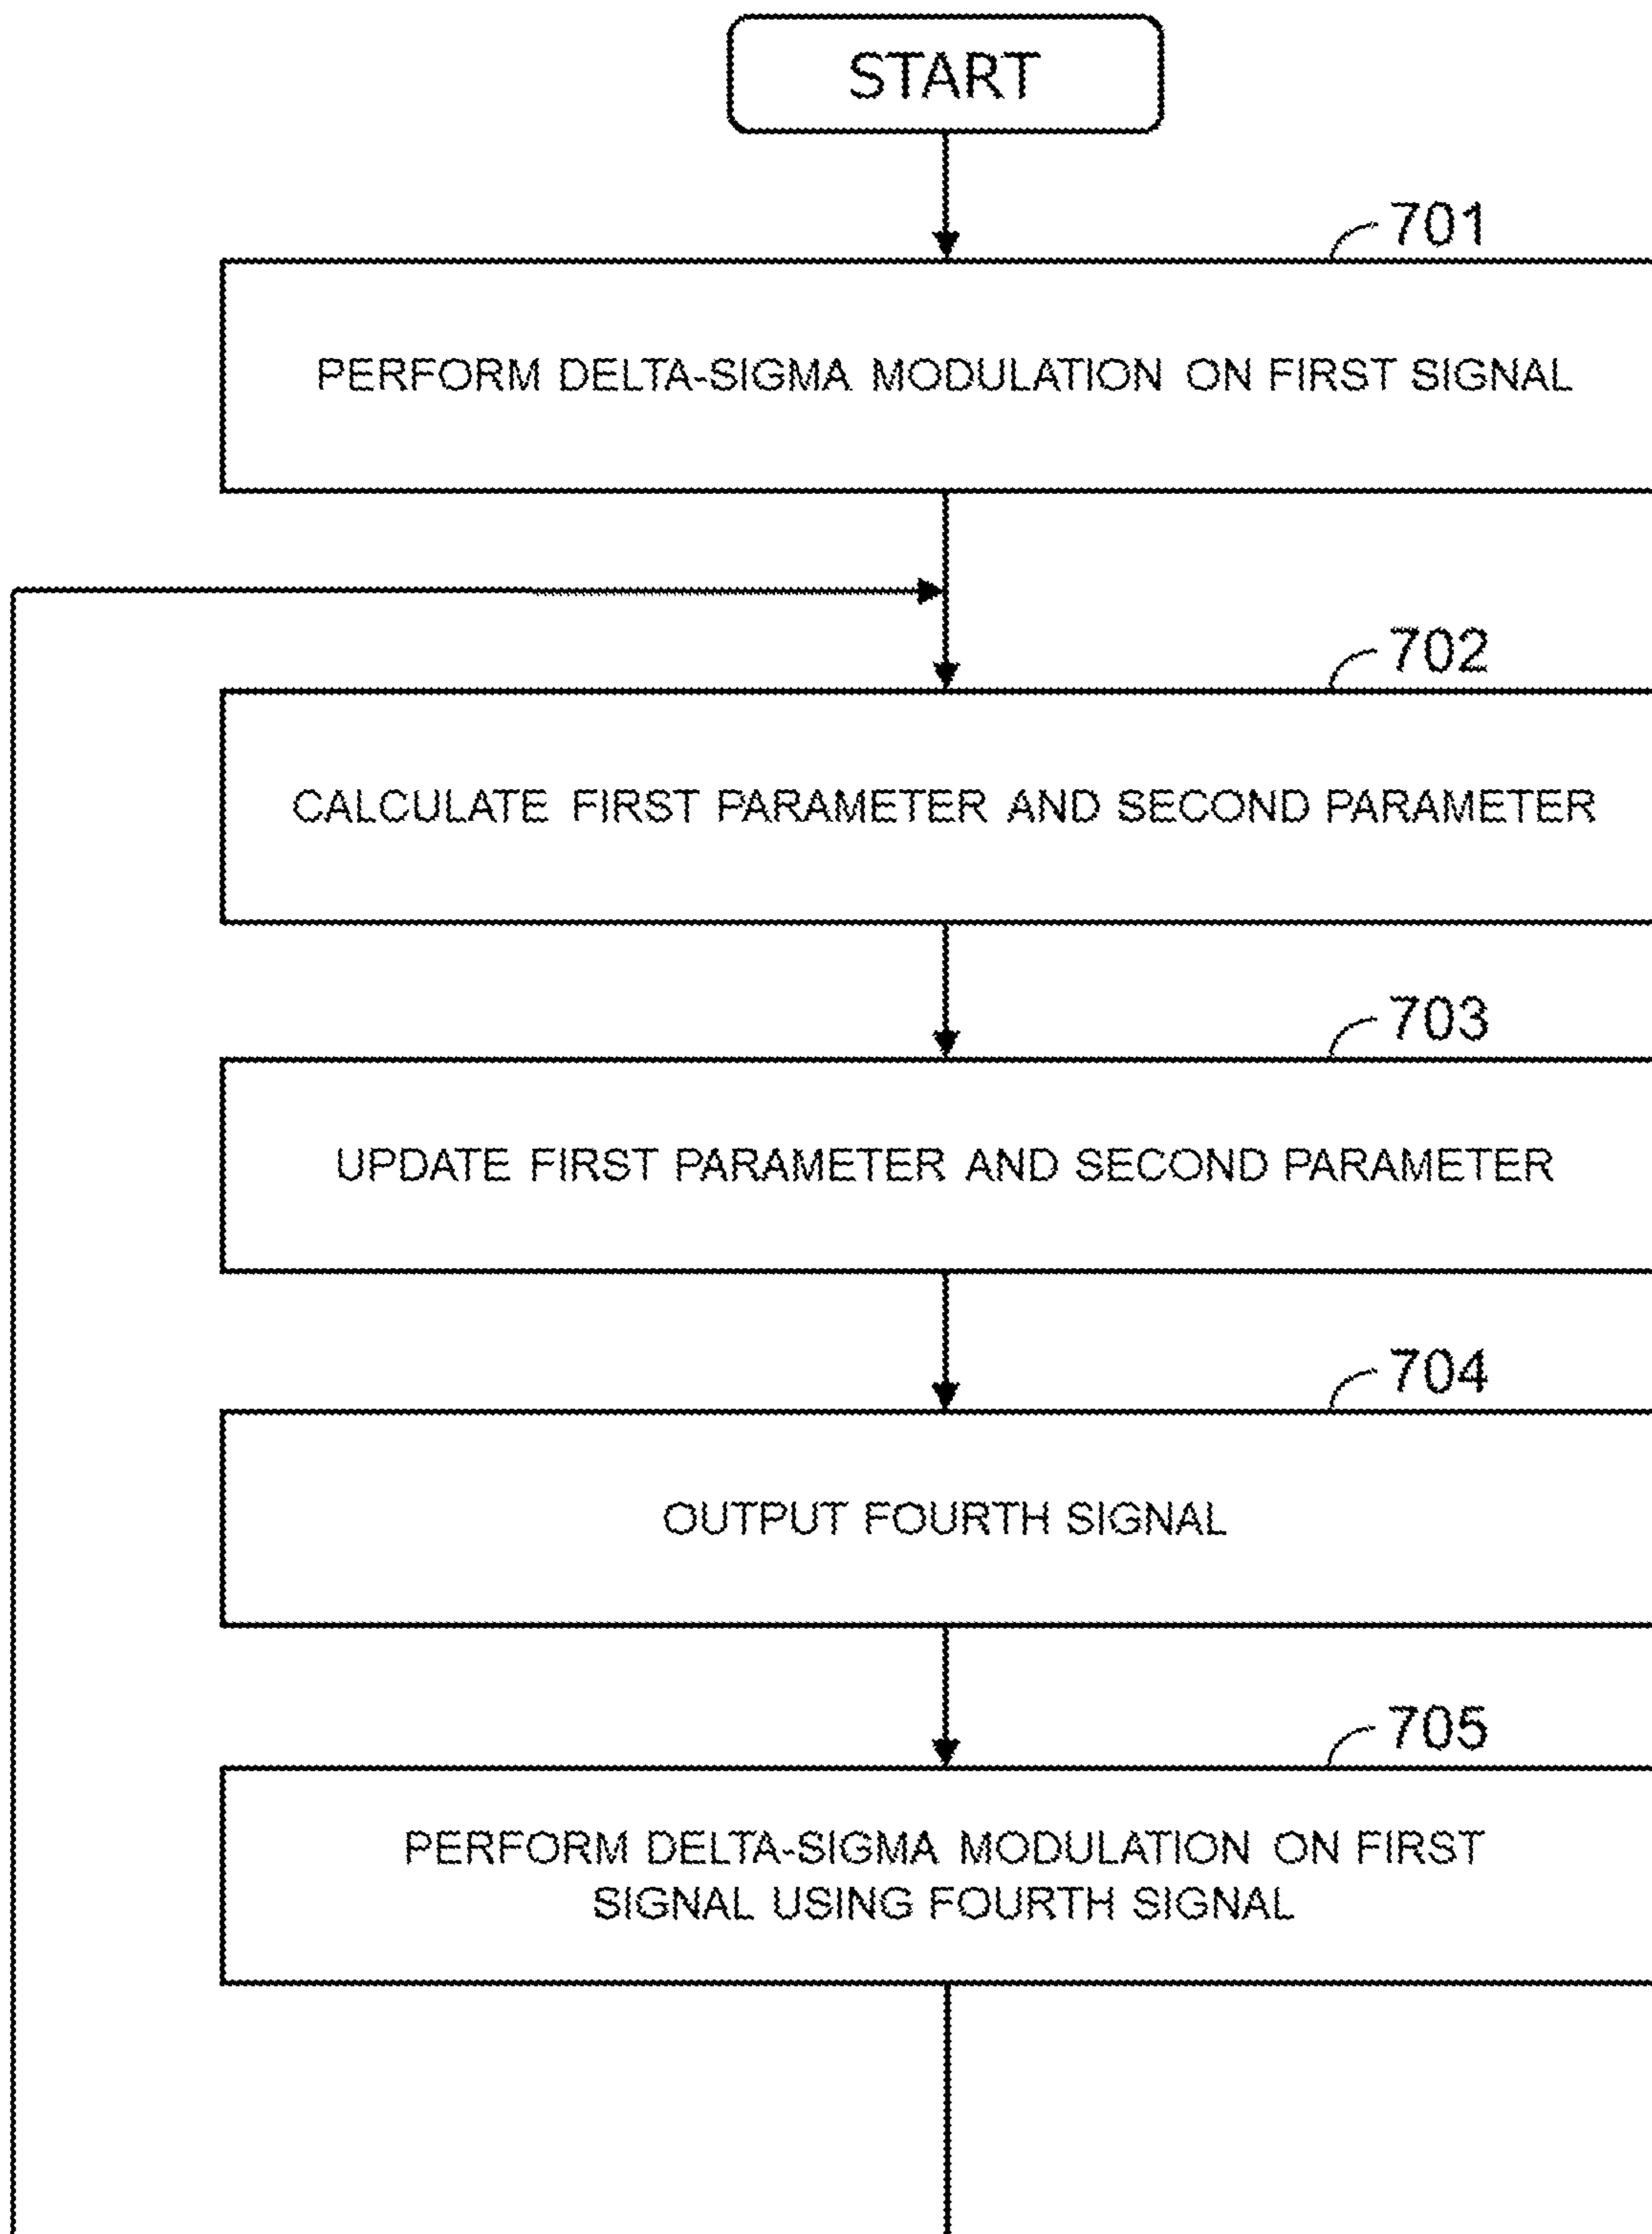 START
701
PERFORM DELTA-SIGMA MODULATION ON FIRST SIGNAL
702
CALCULATE FIRST PARAMETER AND SECOND PARAMETER
703
UPDATE FIRST PARAMETER AND SECOND PARAMETER
704
OUTPUT FOURTH SIGNAL
705
PERFORM DELTA-SIGMA MODULATION ON FIRST
SIGNAL USING FOURTH SIGNAL